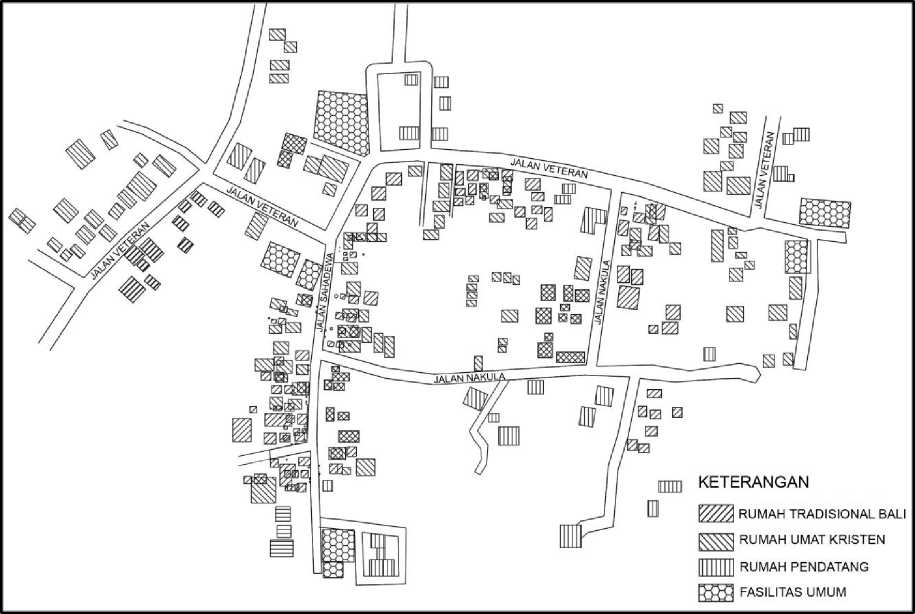 JALAN VETERAN
JALAN VETERAN
JALAN VETERAN
JALAN VETERAN
JALAN SAHADEWA
JALAN NAKULA
JALAN NAKULA
KETERANGAN
RUMAH TRADISIONAL BALI
RUMAH UMAT KRISTEN
RUMAH PENDATANG
FASILITAS UMUM